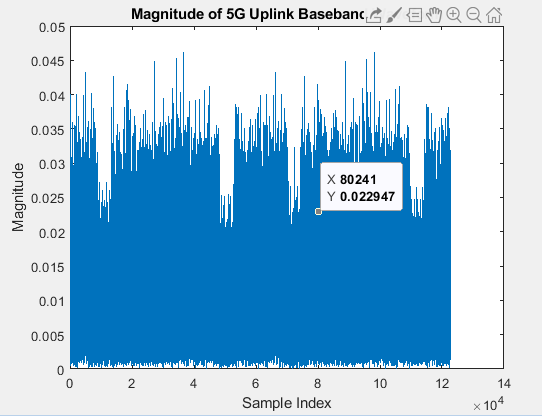 Magnitude of 5G Uplink Baseband
0.05
0.045
0.04
0.035
0.03
0.025
0.02
0.015
0.01
0.005
0
Magnitude
X 80241
Y 0.022947
0 2 4 6 8 10 12 14
Sample Index
× 10⁴